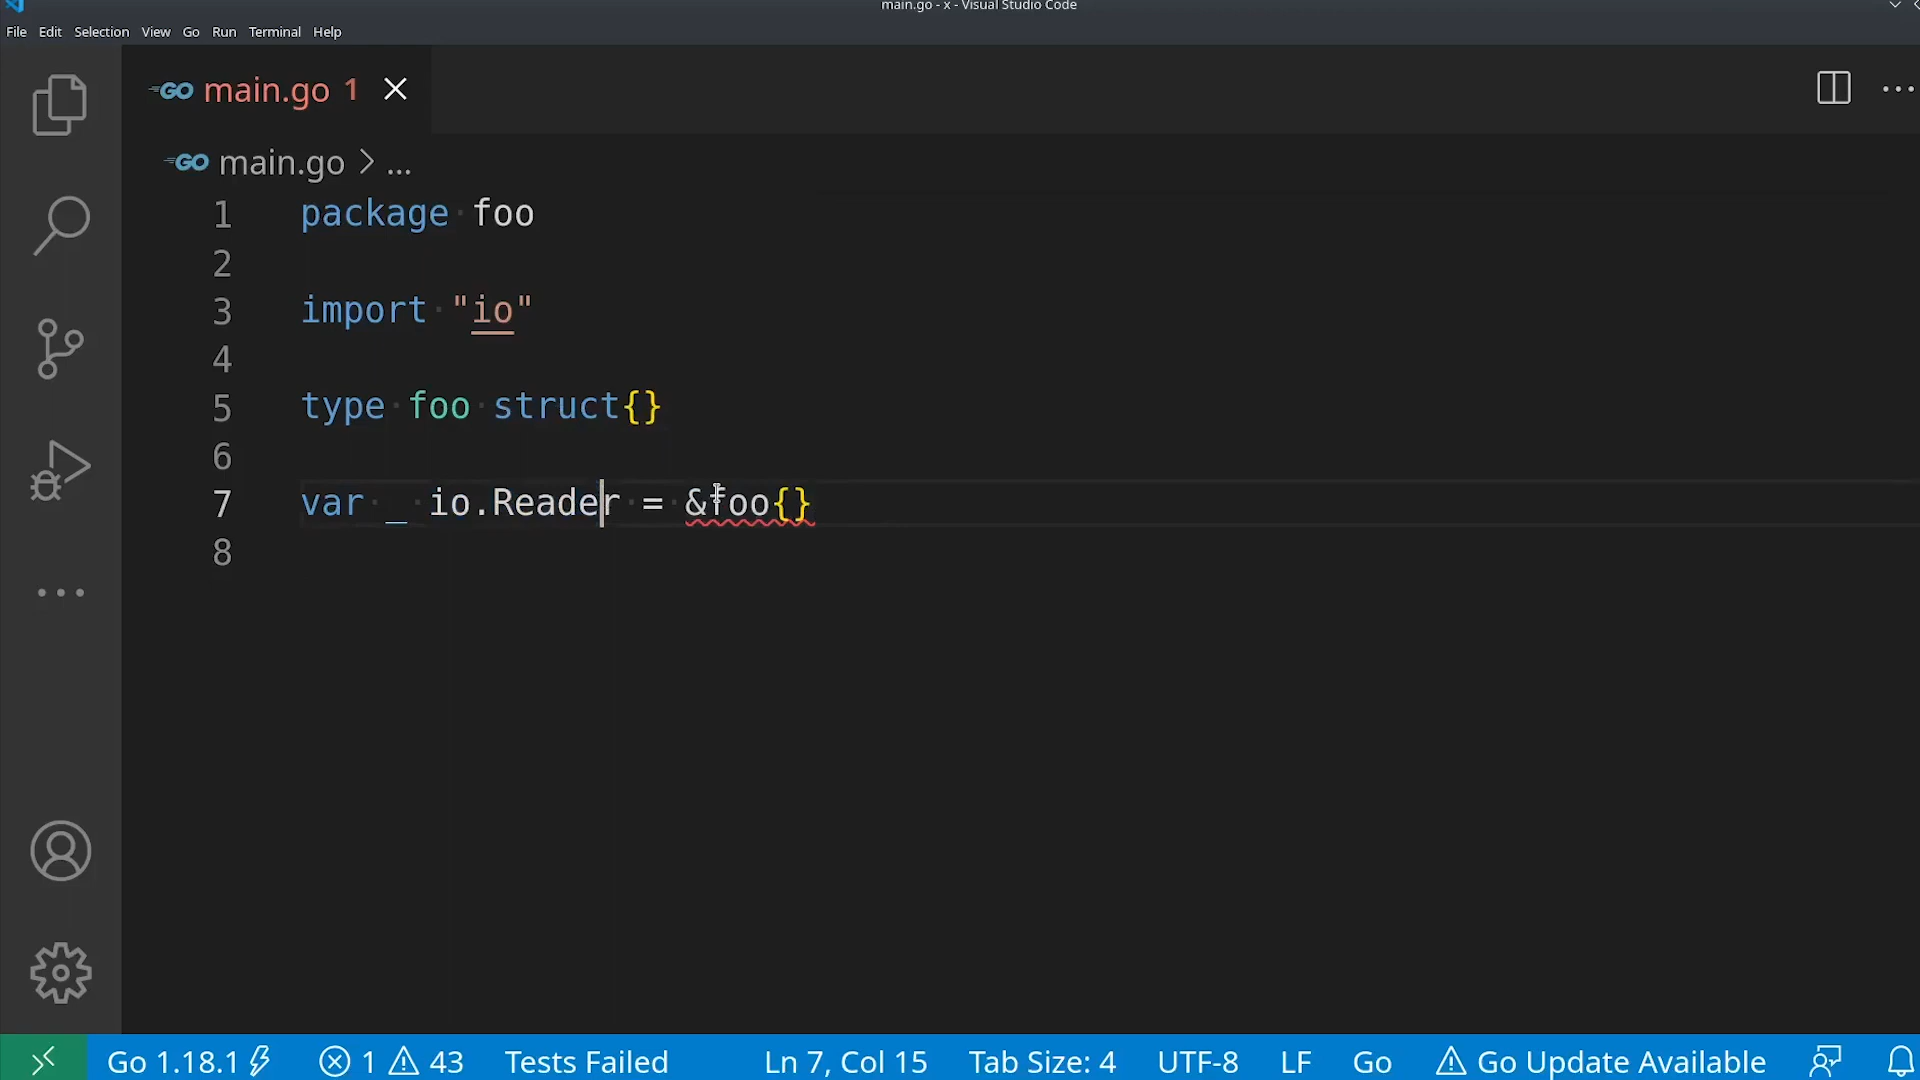 main.go - x - Visual Studio Code
File Edit Selection View Go Run Terminal Help
GO main.go 1
GO main.go > ...
1 package foo
2
3 import "io"
4
5 type foo struct{}
6
7 var _ io.Reader = &foo{}
8
Go 1.18.1 1 43 Tests Failed Ln 7, Col 15 Tab Size: 4 UTF-8 LF Go Go Update Available